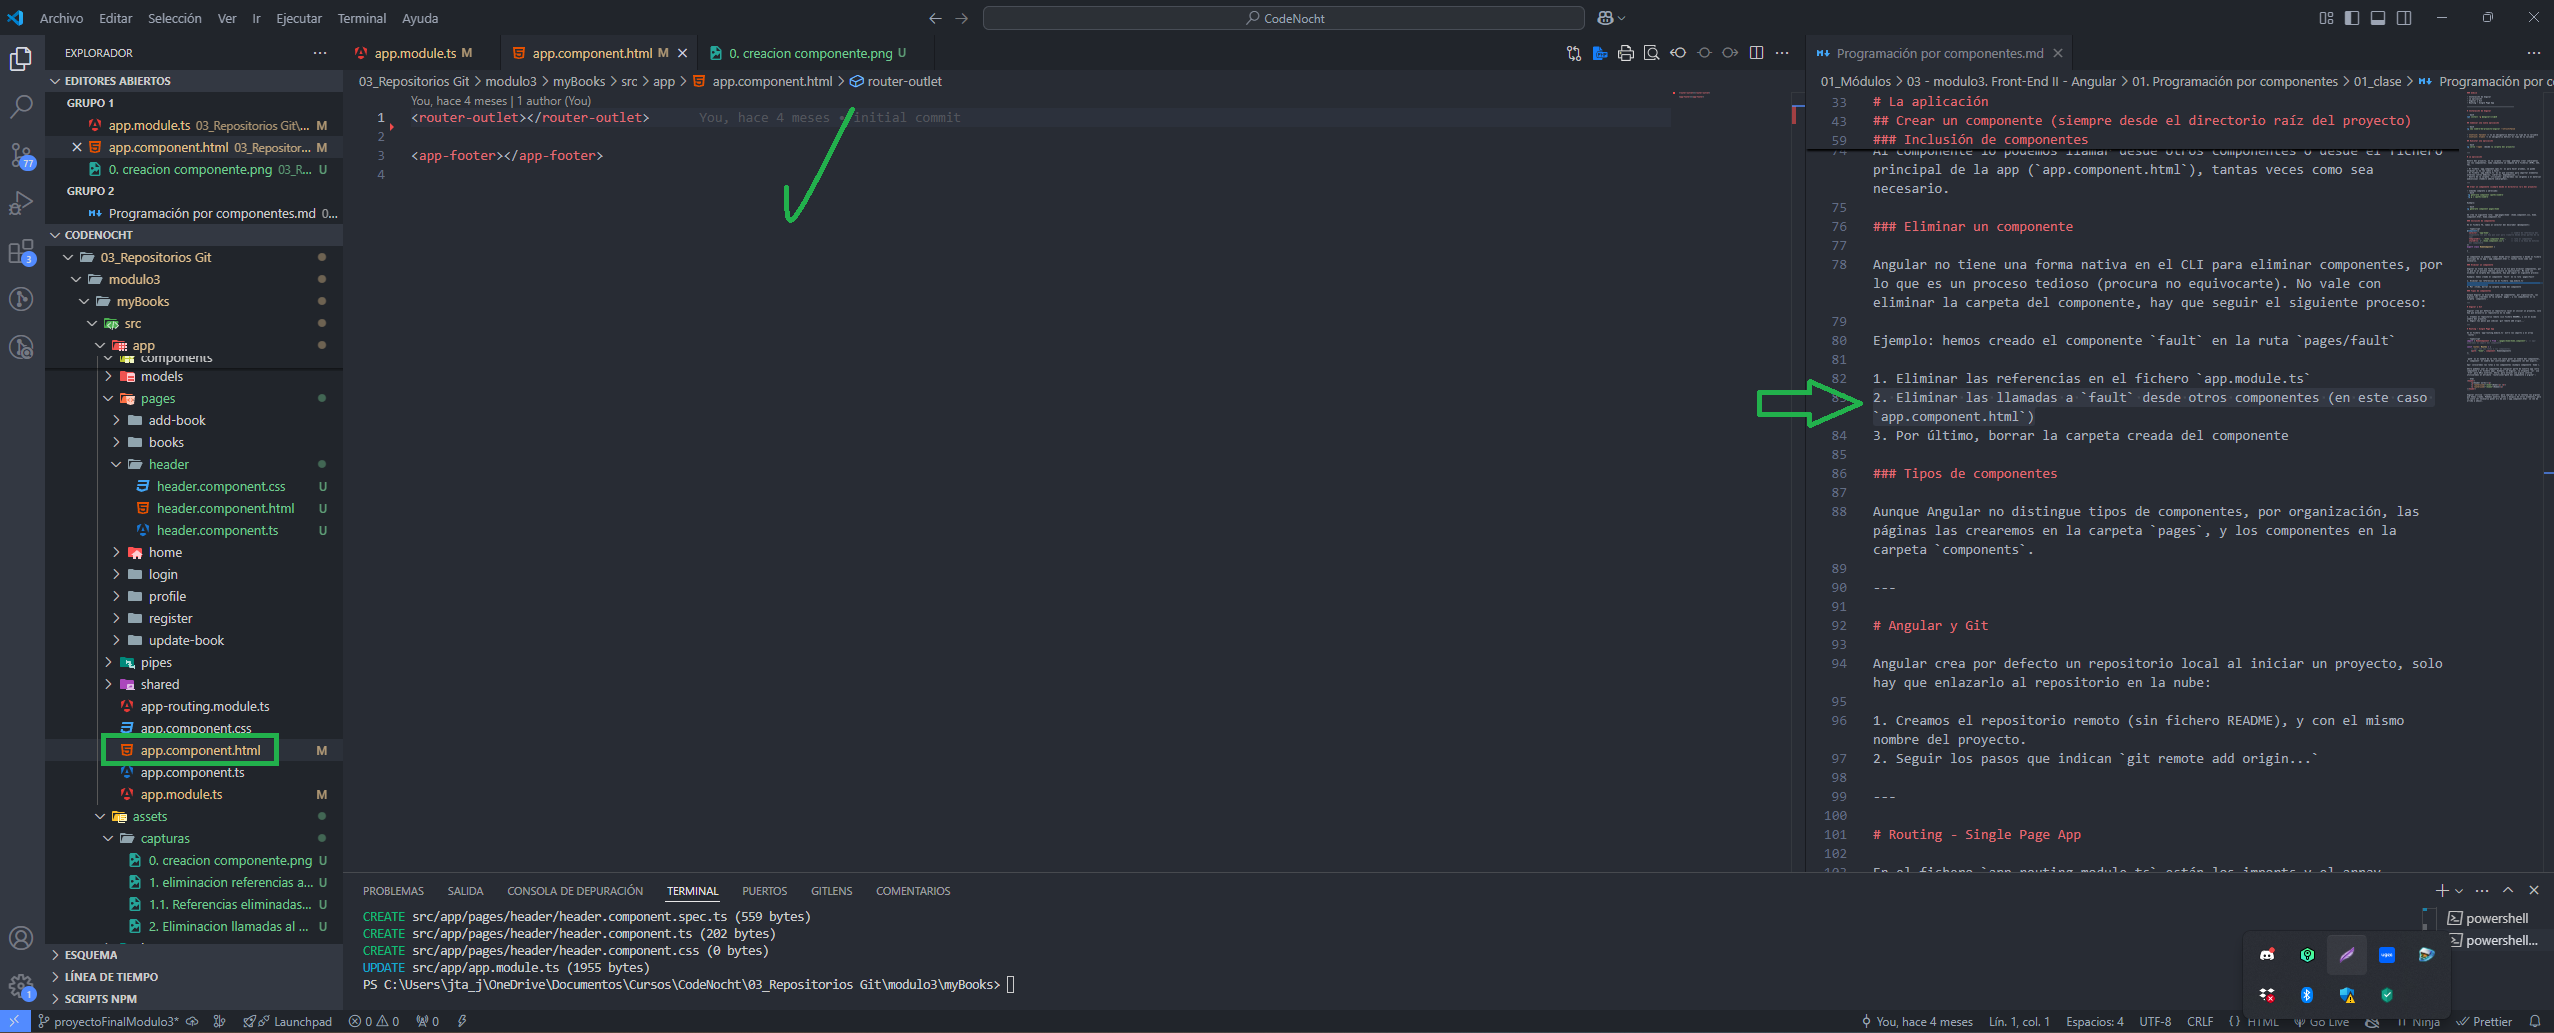 Archivo Editar Selección Ver Ir Ejecutar Terminal Ayuda
CodeNocht
EXPLORADOR
EDITORES ABIERTOS
GRUPO 1
app.module.ts 03_Repositorios Git\... M
app.component.html 03_Repositor... M
0. creacion componente.png 03_R... U
GRUPO 2
Programación por componentes.md 0...
CODENOCHT
03_Repositorios Git
modulo3
myBooks
src
app
components
models
pages
add-book
books
header
header.component.css U
header.component.html U
header.component.ts U
home
login
profile
register
update-book
pipes
shared
app-routing.module.ts
app.component.css
app.component.html M
app.component.ts
app.module.ts M
assets
capturas
0. creacion componente.png U
1. eliminacion referencias a... U
1.1. Referencias eliminadas... U
2. Eliminacion llamadas al ... U
ESQUEMA
LÍNEA DE TIEMPO
SCRIPTS NPM
77
3
1
app.module.ts M
app.component.html M
0. creacion componente.png U
03_Repositorios Git > modulo3 > myBooks > src > app > app.component.html > router-outlet
You, hace 4 meses | 1 author (You)
1 <router-outlet></router-outlet> You, hace 4 meses • initial commit
2
3 <app-footer></app-footer>
4
Programación por componentes.md
01_Módulos > 03 - modulo3. Front-End II - Angular > 01. Programación por componentes > 01_clase > Programación por co
33 # La aplicación
43 ## Crear un componente (siempre desde el directorio raíz del proyecto)
59 ### Inclusión de componentes
74 Al componente lo podemos llamar desde otros componentes o desde el fichero
principal de la app (`app.component.html`), tantas veces como sea
necesario.
75
76 ### Eliminar un componente
77
78 Angular no tiene una forma nativa en el CLI para eliminar componentes, por
lo que es un proceso tedioso (procura no equivocarte). No vale con
eliminar la carpeta del componente, hay que seguir el siguiente proceso:
79
80 Ejemplo: hemos creado el componente `fault` en la ruta `pages/fault`
81
82 1. Eliminar las referencias en el fichero `app.module.ts`
83 2. Eliminar las llamadas a `fault` desde otros componentes (en este caso
`app.component.html`)
84 3. Por último, borrar la carpeta creada del componente
85
86 ### Tipos de componentes
87
88 Aunque Angular no distingue tipos de componentes, por organización, las
páginas las crearemos en la carpeta `pages`, y los componentes en la
carpeta `components`.
89
90 ---
91
92 # Angular y Git
93
94 Angular crea por defecto un repositorio local al iniciar un proyecto, solo
hay que enlazarlo al repositorio en la nube:
95
96 1. Creamos el repositorio remoto (sin fichero README), y con el mismo
nombre del proyecto.
97 2. Seguir los pasos que indican `git remote add origin...`
98
99 ---
100
101 # Routing - Single Page App
102
103 En el fichero `app-routing.module.ts` están los imports y el array
PROBLEMAS SALIDA CONSOLA DE DEPURACIÓN TERMINAL PUERTOS GITLENS COMENTARIOS
CREATE src/app/pages/header/header.component.spec.ts (559 bytes)
CREATE src/app/pages/header/header.component.ts (202 bytes)
CREATE src/app/pages/header/header.component.css (0 bytes)
UPDATE src/app/app.module.ts (1955 bytes)
PS C:\Users\jta_j\OneDrive\Documentos\Cursos\CodeNocht\03_Repositorios Git\modulo3\myBooks>
powershell
powershell...
proyectoFinalModulo3* Launchpad 0 0 0
You, hace 4 meses Lín. 1, col. 1 Espacios: 4 UTF-8 CRLF {} HTML Go Live Ninja Prettier